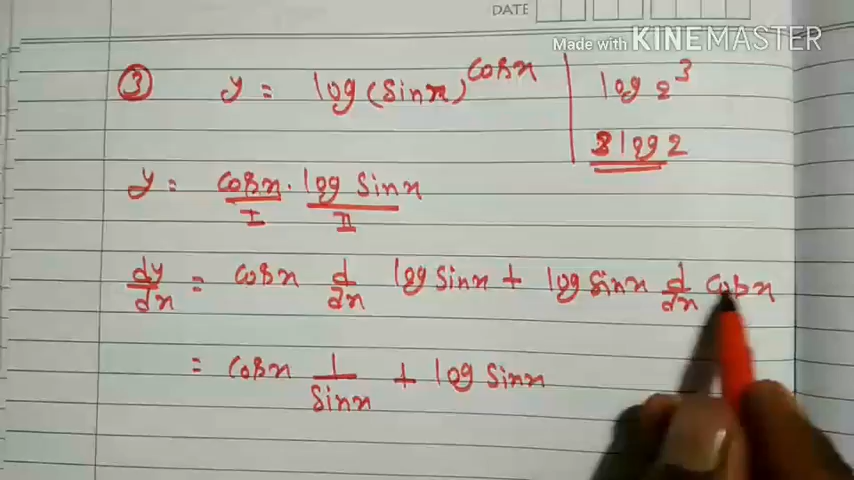 DATE
Made with KINEMASTER
③ y = log (sinx)^cosx | log 2^3
3 log 2
y = cosx . log sinx
I II
dy/dx = cosx d/dx log sinx + log sinx d/dx cosx
= cosx 1/sinx + log sinx